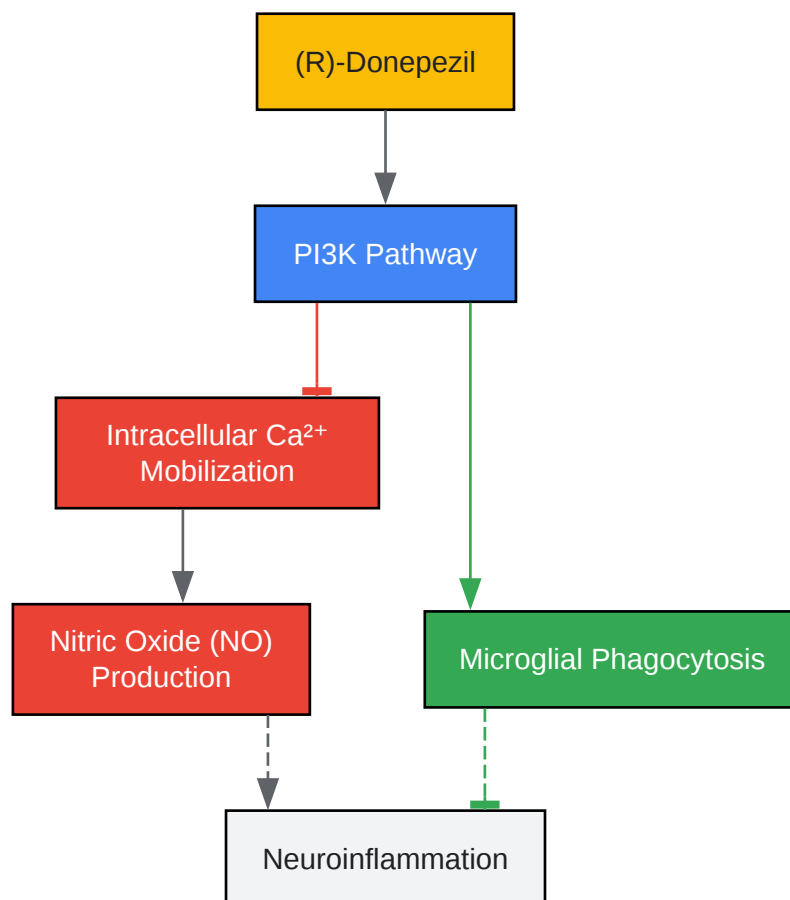 (R)-Donepezil
PI3K Pathway
Intracellular Ca²⁺
Mobilization
Nitric Oxide (NO)
Production
Microglial Phagocytosis
Neuroinflammation